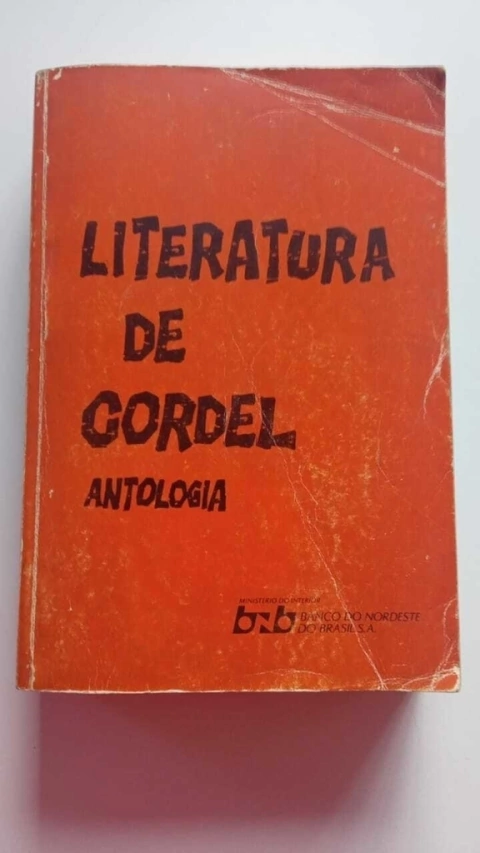 LITERATURA
DE
CORDEL
ANTOLOGIA
MINISTÉRIO DO INTERIOR
bnb BANCO DO NORDESTE
DO BRASIL S.A.